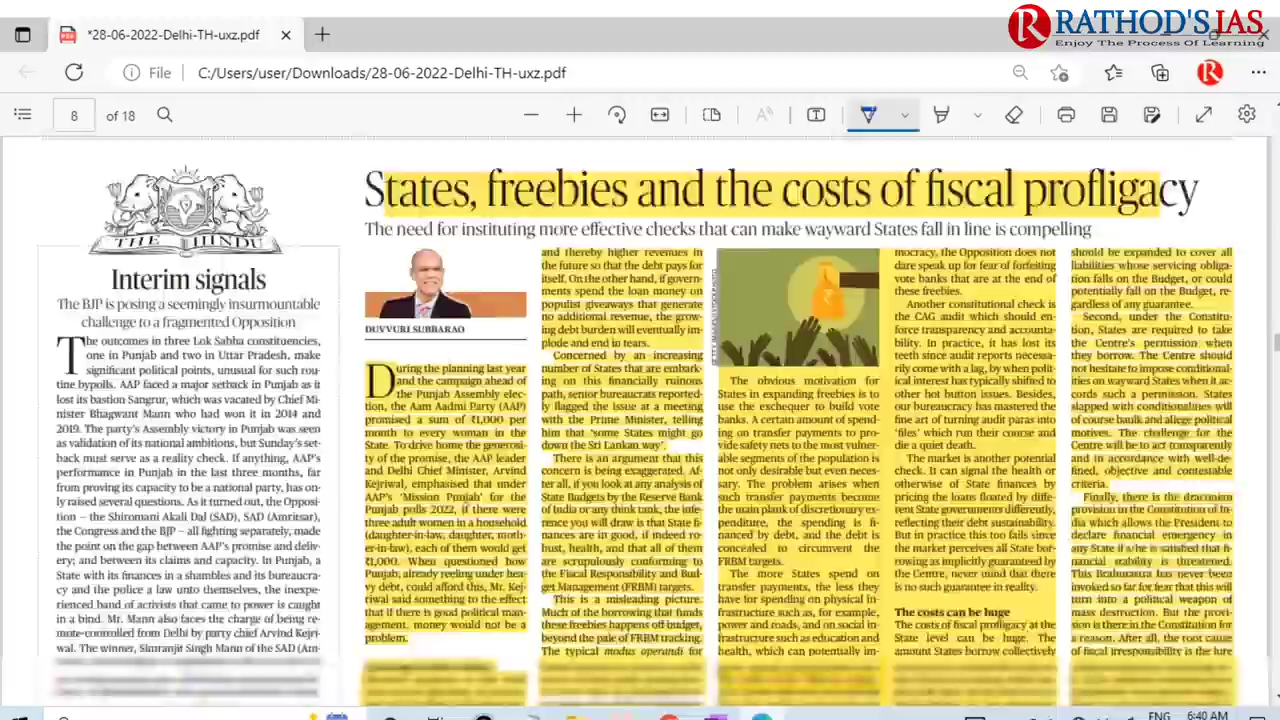 *28-06-2022-Delhi-TH-uxz.pdf
RATHOD'S JAS
Enjoy The Process Of Learning
File
C:/Users/user/Downloads/28-06-2022-Delhi-TH-uxz.pdf
8 of 18
THE HINDU
Interim signals
The BJP is posing a seemingly insurmountable
challenge to a fragmented Opposition
The outcomes in three Lok Sabha constituencies,
one in Punjab and two in Uttar Pradesh, make
significant political points, unusual for such rou-
tine bypolls. AAP faced a major setback in Punjab as it
lost its bastion Sangrur, which was vacated by Chief Mi-
nister Bhagwant Mann who had won it in 2014 and
2019. The party's Assembly victory in Punjab was seen
as validation of its national ambitions, but Sunday's set-
back must serve as a reality check. If anything, AAP's
performance in Punjab in the last three months, far
from proving its capacity to be a national party, has on-
ly raised several questions. As it turned out, the Opposi-
tion – the Shiromani Akali Dal (SAD), SAD (Amritsar),
the Congress and the BJP – all fighting separately, made
the point on the gap between AAP's promise and deliv-
ery; and between its claims and capacity. In Punjab, a
State with its finances in a shambles and its bureaucra-
cy and the police a law unto themselves, the inexpe-
rienced band of activists that came to power is caught
in a bind. Mr. Mann also faces the charge of being re-
mote-controlled from Delhi by party chief Arvind Kejri-
wal. The winner, Simranjit Singh Mann of the SAD (Am
States, freebies and the costs of fiscal profligacy
The need for instituting more effective checks that can make wayward States fall in line is compelling
DUVVURI SUBBARAO
During the planning last year
and the campaign ahead of
the Punjab Assembly elec-
tion, the Aam Aadmi Party (AAP)
promised a sum of ₹1,000 per
month to every woman in the
State. To drive home the generosi-
ty of the promise, the AAP leader
and Delhi Chief Minister, Arvind
Kejriwal, emphasised that under
AAP's 'Mission Punjab' for the
Punjab polls 2022, if there were
three adult women in a household
(daughter-in-law, daughter, moth-
er-in-law), each of them would get
₹1,000. When questioned how
Punjab, already reeling under hea-
vy debt, could afford this, Mr. Kej-
riwal said something to the effect
that if there is good political man-
agement, money would not be a
problem.
and thereby higher revenues in
the future so that the debt pays for
itself. On the other hand, if govern-
ments spend the loan money on
populist giveaways that generate
no additional revenue, the grow-
ing debt burden will eventually im-
plode and end in tears.
Concerned by an increasing
number of States that are embark-
ing on this financially ruinous
path, senior bureaucrats reported-
ly flagged the issue at a meeting
with the Prime Minister, telling
him that 'some States might go
down the Sri Lankan way'.
There is an argument that this
concern is being exaggerated. Af-
ter all, if you look at any analysis of
State Budgets by the Reserve Bank
of India or any think tank, the in-
ference you will draw is that State fi-
nances are in good, if indeed ro-
bust, health, and that all of them
are scrupulously conforming to
the Fiscal Responsibility and Bud-
get Management (FRBM) targets.
This is a misleading picture.
Much of the borrowing that funds
these freebies happens off budget,
beyond the pale of FRBM tracking.
The typical modus operandi for
The obvious motivation for
States in expanding freebies is to
use the exchequer to build vote
banks. A certain amount of spend-
ing on transfer payments to pro-
vide safety nets to the most vulner-
able segments of the population is
not only desirable but even neces-
sary. The problem arises when
such transfer payments become
the main plank of discretionary ex-
penditure, the spending is fi-
nanced by debt, and the debt is
concealed to circumvent the
FRBM targets.
The more States spend on
transfer payments, the less they
have for spending on physical in-
frastructure such as, for example,
power and roads, and on social in-
frastructure such as education and
health, which can potentially im-
mocracy, the Opposition does not
dare speak up for fear of forfeiting
vote banks that are at the end of
these freebies.
Another constitutional check is
the CAG audit which should en-
force transparency and accounta-
bility. In practice, it has lost its
teeth since audit reports necessa-
rily come with a lag, by when polit-
ical interest has typically shifted to
other hot button issues. Besides,
our bureaucracy has mastered the
fine art of turning audit paras into
'files' which run their course and
die a quiet death.
The market is another potential
check. It can signal the health or
otherwise of State finances by
pricing the loans floated by diffe-
rent State governments differently,
reflecting their debt sustainability.
But in practice this too fails since
the market perceives all State bor-
rowing as implicitly guaranteed by
the Centre, never mind that there
is no such guarantee in reality.
The costs can be huge
The costs of fiscal profligacy at the
State level can be huge. The
amount States borrow collectively
should be expanded to cover all
liabilities whose servicing obliga-
tion falls on the Budget, or could
potentially fall on the Budget, re-
gardless of any guarantee.
Second, under the Constitu-
tion, States are required to take
the Centre's permission when
they borrow. The Centre should
not hesitate to impose conditional-
ities on wayward States when it ac-
cords such a permission. States
slapped with conditionalities will
of course baulk and allege political
motives. The challenge for the
Centre will be to act transparently
and in accordance with well-de-
fined, objective and contestable
criteria.
Finally, there is the draconian
provision in the Constitution of In-
dia which allows the President to
declare financial emergency in
any State if s/he is satisfied that fi-
nancial stability is threatened.
This Brahmastra has never been
invoked so far for fear that this will
turn into a political weapon of
mass destruction. But the provi-
sion is there in the Constitution for
a reason. After all, the root cause
of fiscal irresponsibility is the lure
ENG
6:40 AM